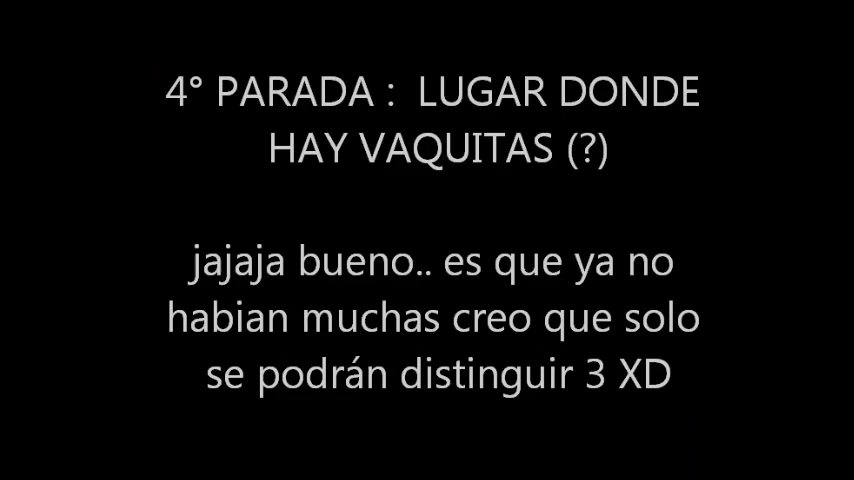 4° PARADA : LUGAR DONDE
HAY VAQUITAS (?)
jajaja bueno.. es que ya no
habian muchas creo que solo
se podrán distinguir 3 XD